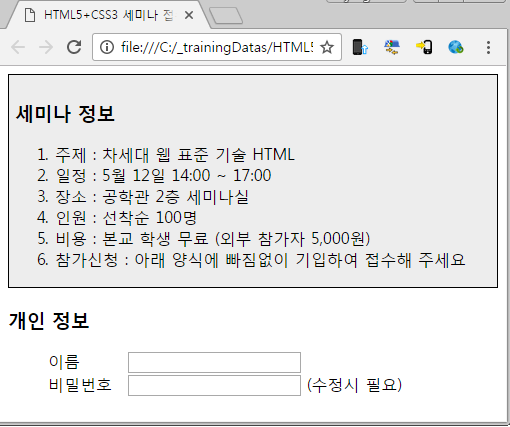 HTML5+CSS3 세미나 접
file:///C:/_trainingDatas/HTML5
세미나 정보
1. 주제 : 차세대 웹 표준 기술 HTML
2. 일정 : 5월 12일 14:00 ~ 17:00
3. 장소 : 공학관 2층 세미나실
4. 인원 : 선착순 100명
5. 비용 : 본교 학생 무료 (외부 참가자 5,000원)
6. 참가신청 : 아래 양식에 빠짐없이 기입하여 접수해 주세요
개인 정보
이름
비밀번호 (수정시 필요)